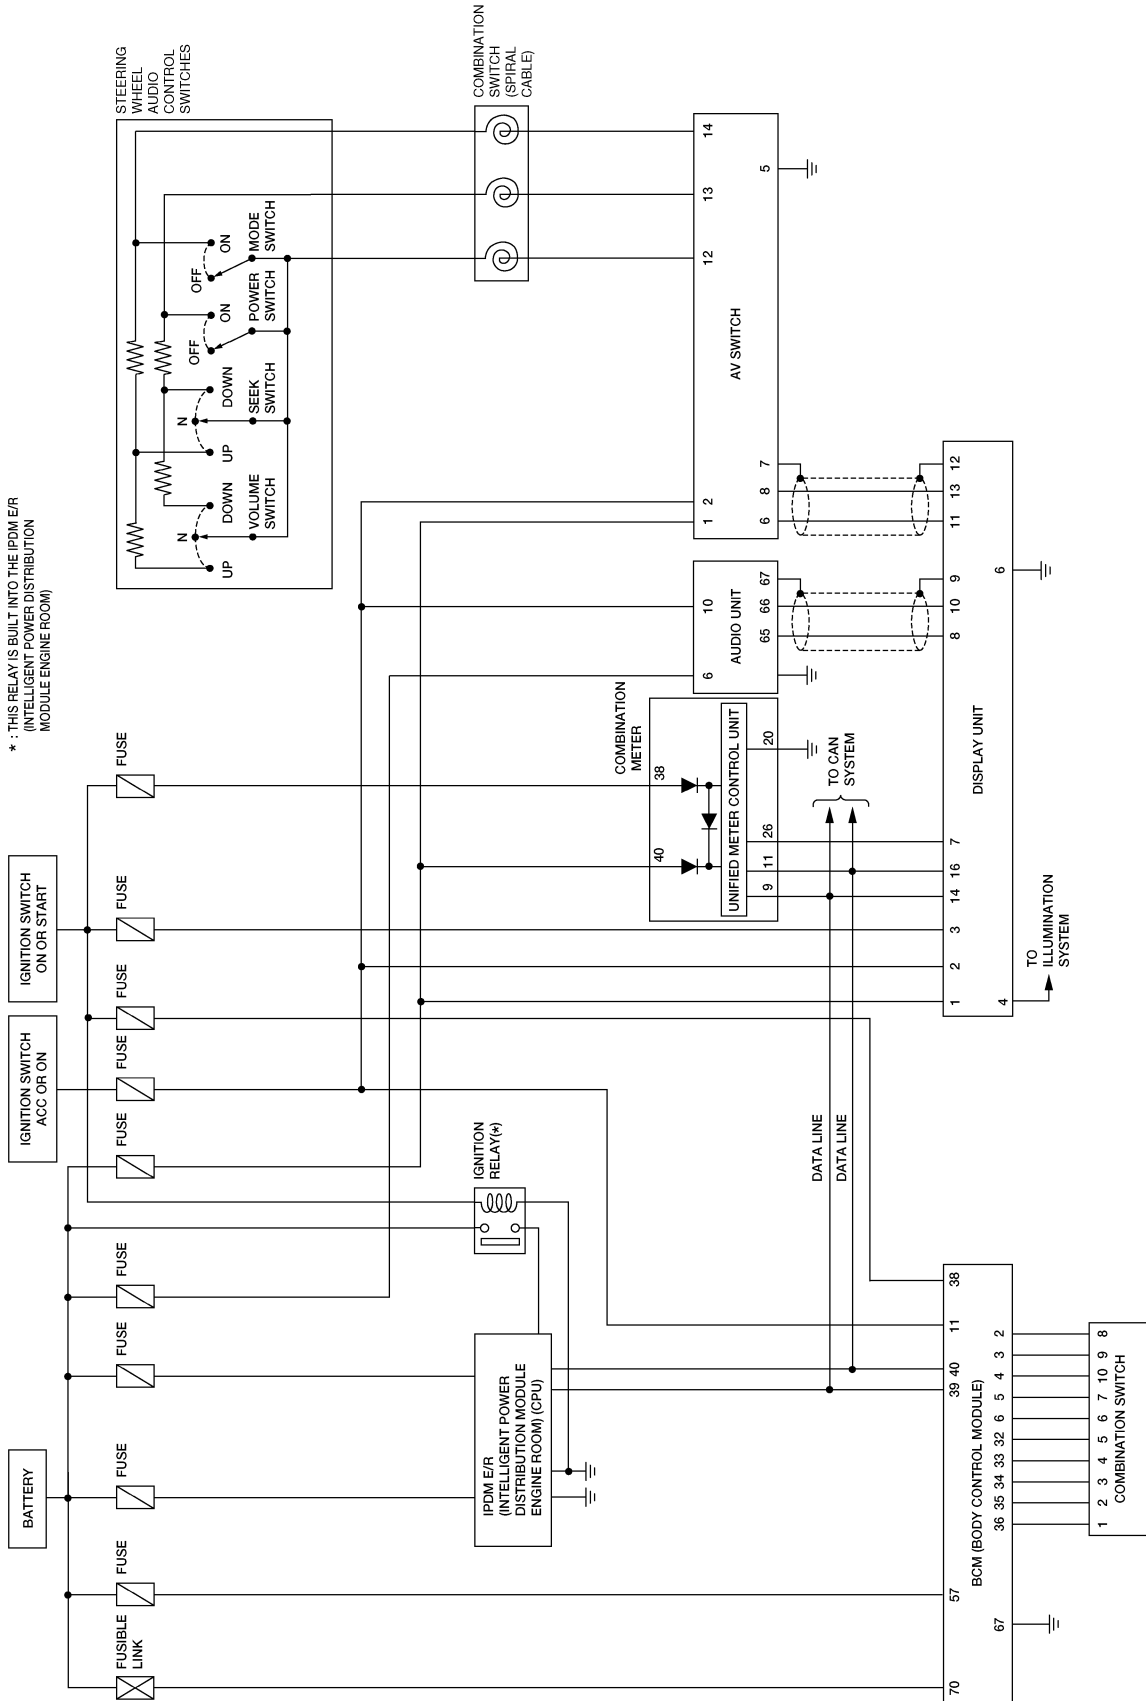 BATTERY
IGNITION SWITCH
ACC OR ON
IGNITION SWITCH
ON OR START
* : THIS RELAY IS BUILT INTO THE IPDM E/R
(INTELLIGENT POWER DISTRIBUTION
MODULE ENGINE ROOM)
FUSIBLE
LINK
FUSE
FUSE
FUSE
FUSE
FUSE
FUSE
FUSE
FUSE
FUSE
STEERING
WHEEL
AUDIO
CONTROL
SWITCHES
UP
N
DOWN
VOLUME
SWITCH
UP
N
DOWN
SEEK
SWITCH
OFF
ON
POWER
SWITCH
OFF
ON
MODE
SWITCH
COMBINATION
SWITCH
(SPIRAL
CABLE)
IGNITION
RELAY(*)
IPDM E/R
(INTELLIGENT POWER
DISTRIBUTION MODULE
ENGINE ROOM) (CPU)
COMBINATION
METER
40
38
UNIFIED METER CONTROL UNIT
9
11
26
20
6
10
AUDIO UNIT
65
66
67
1
2
12
13
14
AV SWITCH
6
8
7
5
DATA LINE
DATA LINE
TO CAN
SYSTEM
70
57
39
40
11
38
BCM (BODY CONTROL MODULE)
67
36
35
34
33
32
6
5
4
3
2
1
2
3
4
5
6
7
10
9
8
COMBINATION SWITCH
1
2
3
14
16
7
8
10
9
11
13
12
DISPLAY UNIT
4
6
TO
ILLUMINATION
SYSTEM